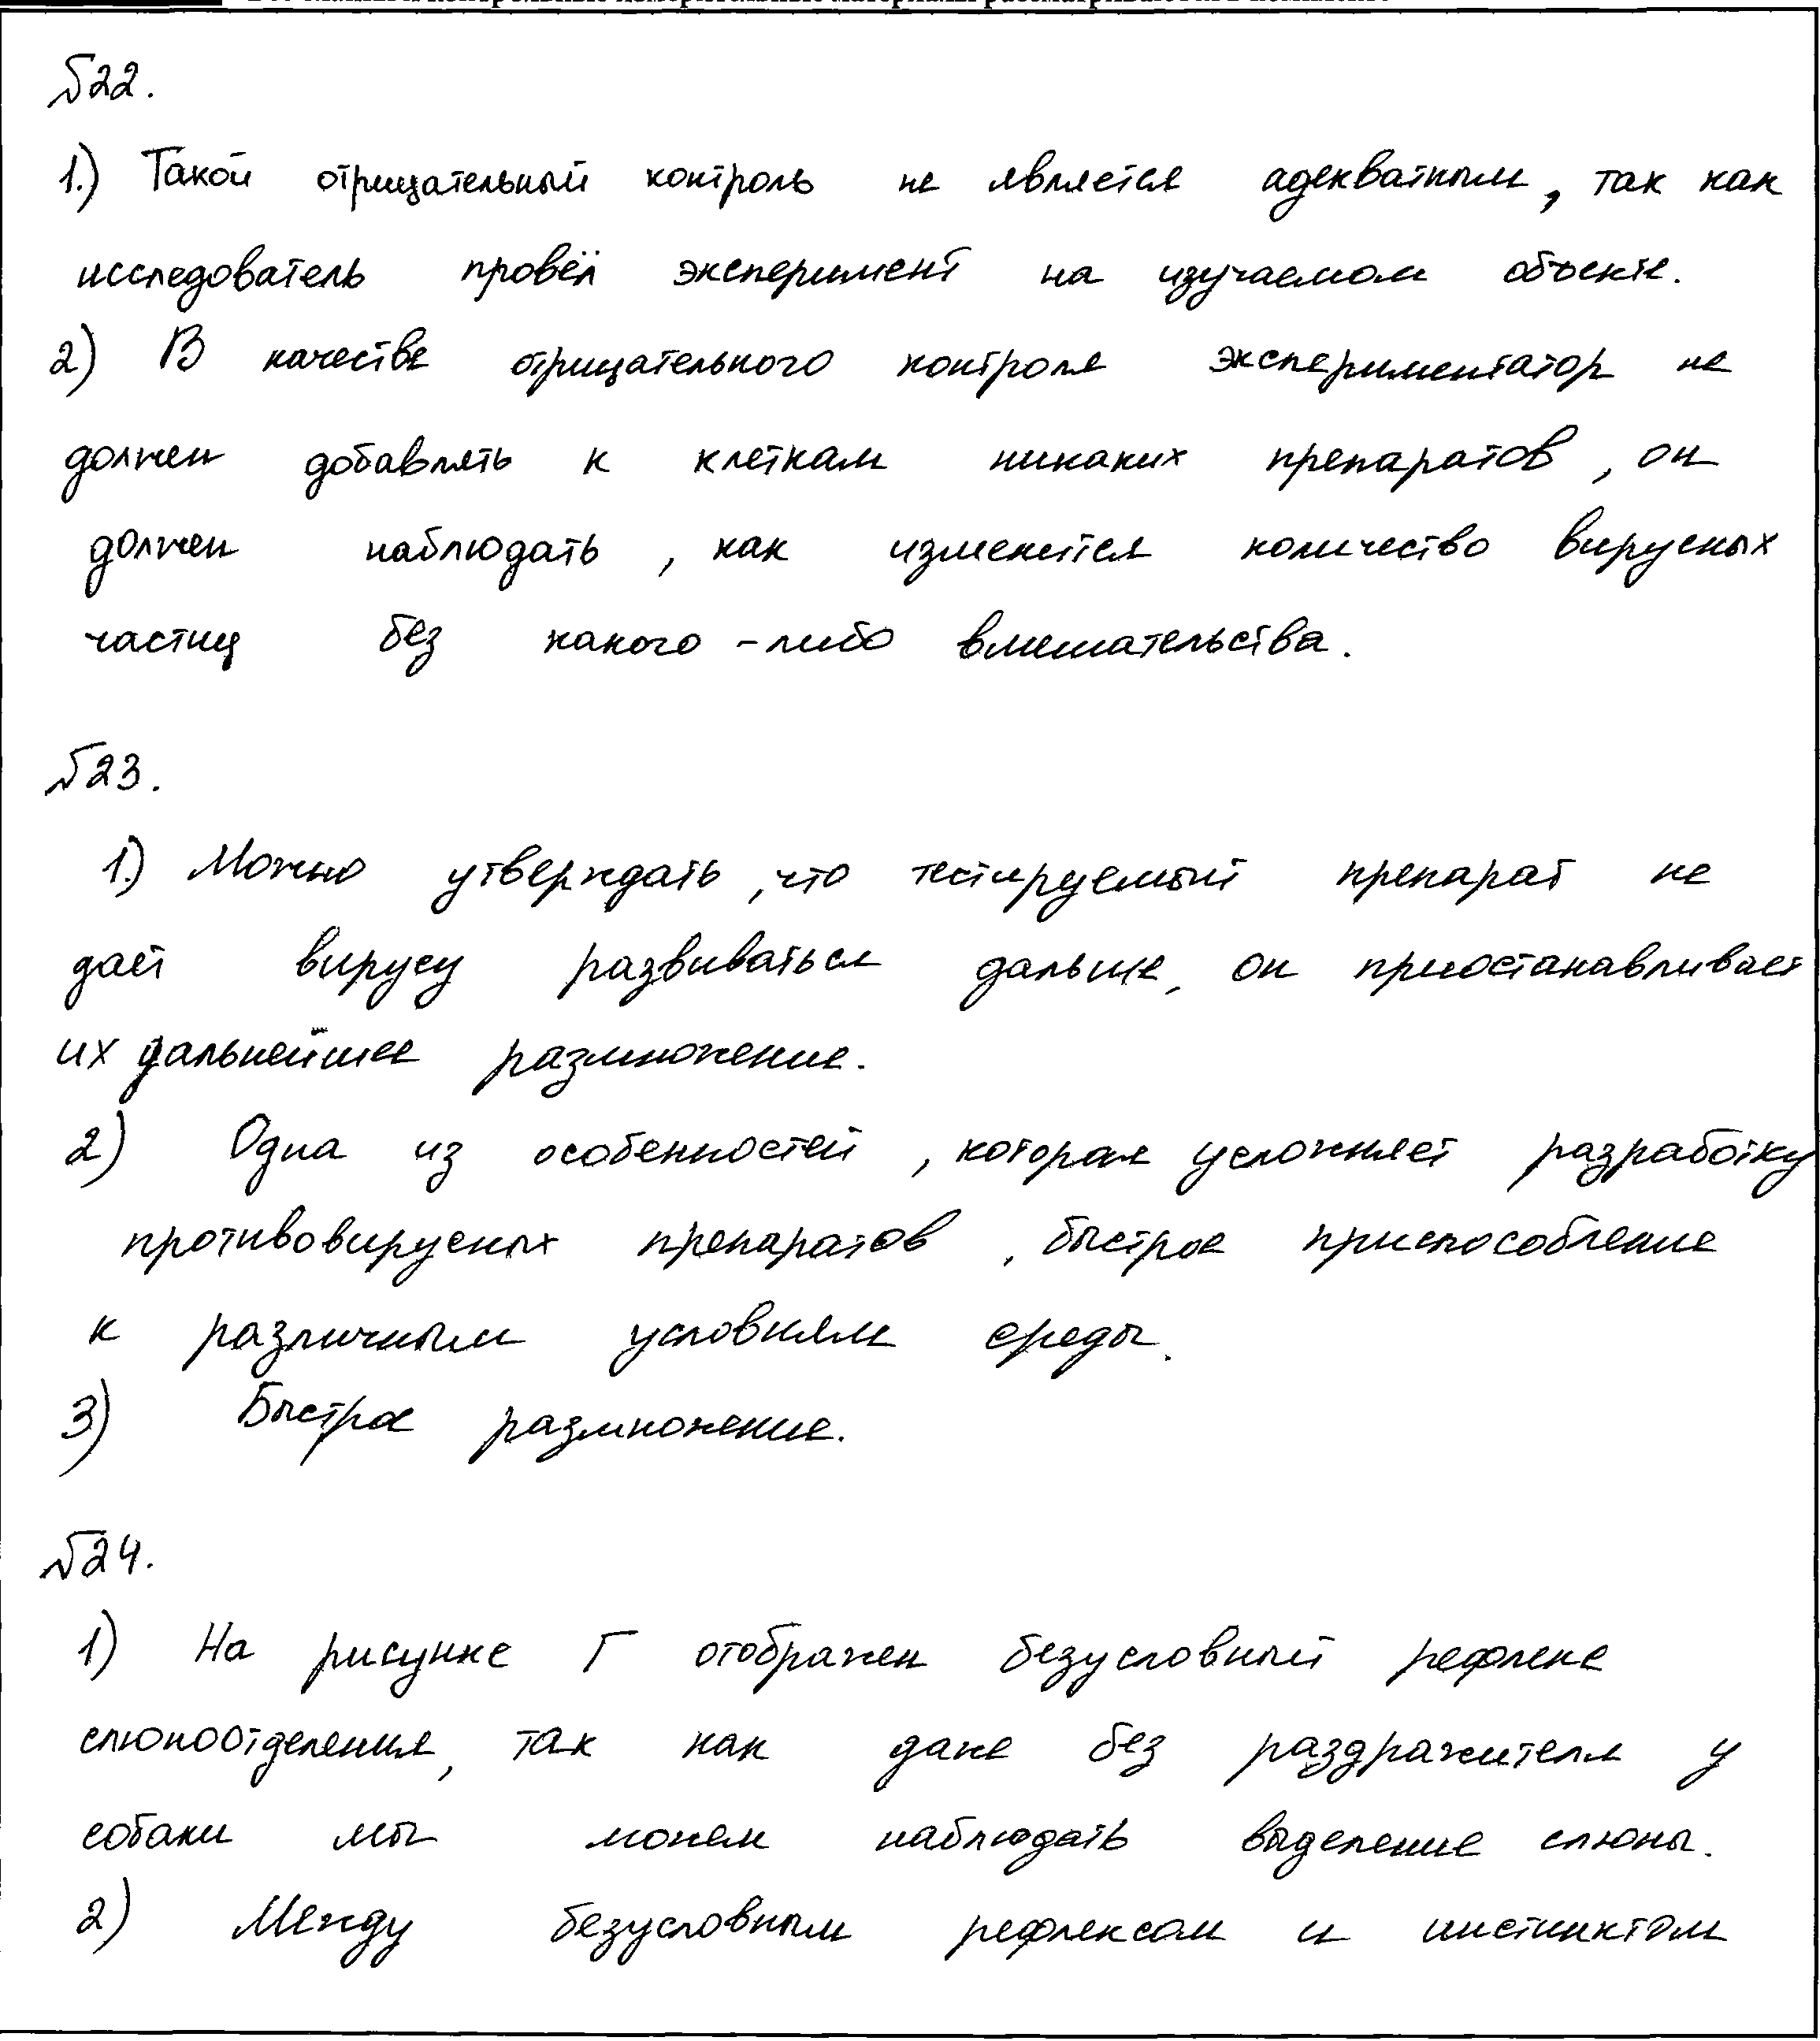 №22.
1.) Такой отрицательный контроль не является адекватным, так как
исследователь провёл эксперимент на изучаемом объекте.
2) В качестве отрицательного контроля экспериментатор не
должен добавлять к клеткам никаких препаратов, он
должен наблюдать, как изменится количество вирусных
частиц без какого-либо вмешательства.
№23.
1.) Можно утверждать, что тестируемый препарат не
даёт вирусу развиваться дальше, он приостанавливает
их дальнейшее размножение.
2) Одна из особенностей, которая усложняет разработку
противовирусных препаратов, быстрое приспособление
к различным условиям среды.
3) Быстрое размножение.
№24.
1) На рисунке Г отображен безусловный рефлекс
слюноотделения, так как даже без раздражителя у
собаки мы можем наблюдать выделение слюны.
2) Между безусловным рефлексом и инстинктом